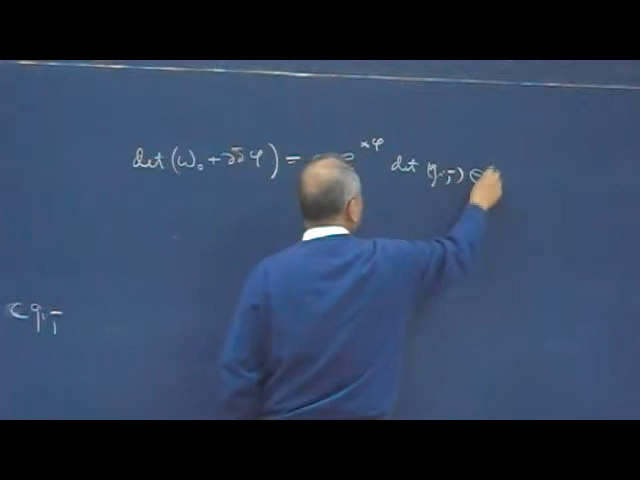 det (ω₀ + ∂∂̄ φ) = e^{αφ} det (g_{i j̄}) e
c g_{i j̄}